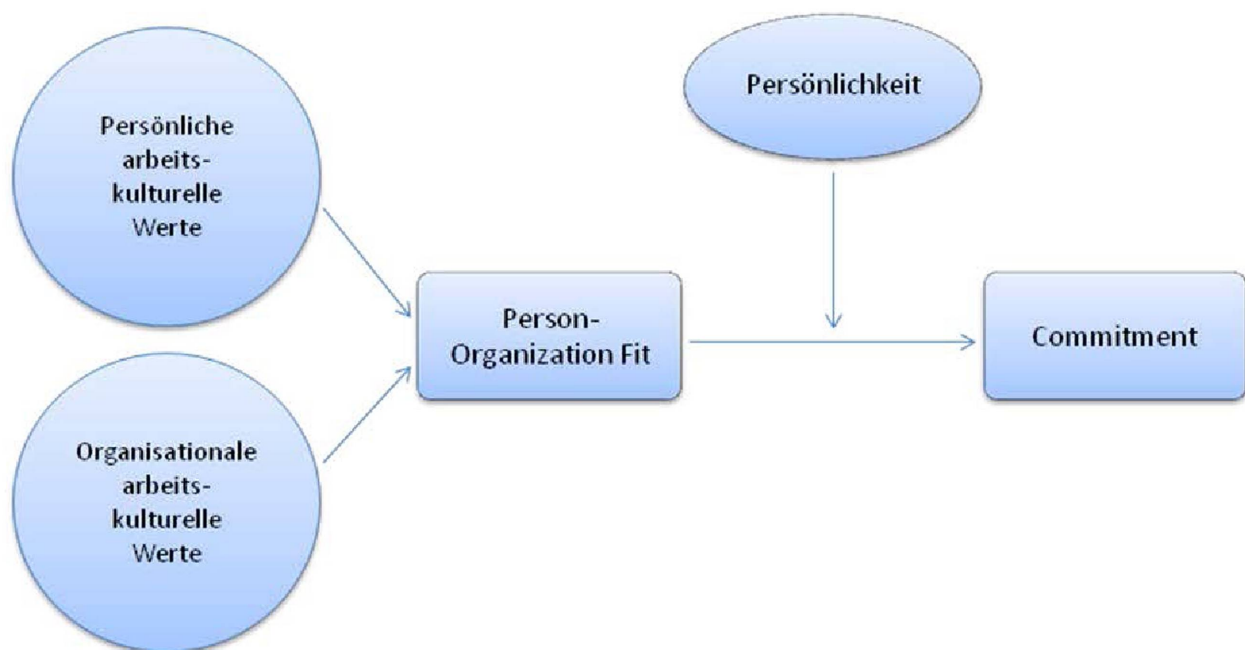 Persönliche
arbeits-
kulturelle
Werte
Persönlichkeit
Person-
Organization Fit
Commitment
Organisationale
arbeits-
kulturelle
Werte